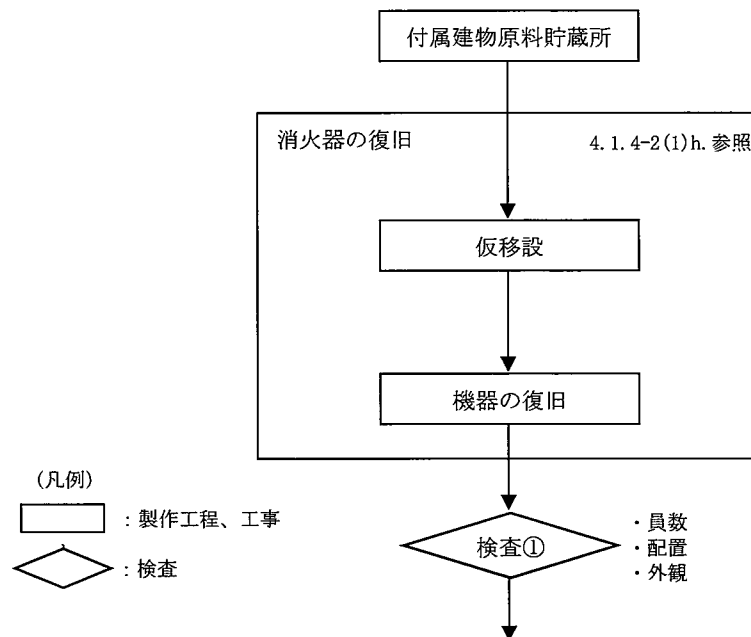 付属建物原料貯蔵所
消火器の復旧
4.1.4-2(1)h.参照
仮移設
機器の復旧
(凡例)
：製作工程、工事
：検査
検査①
・員数
・配置
・外観